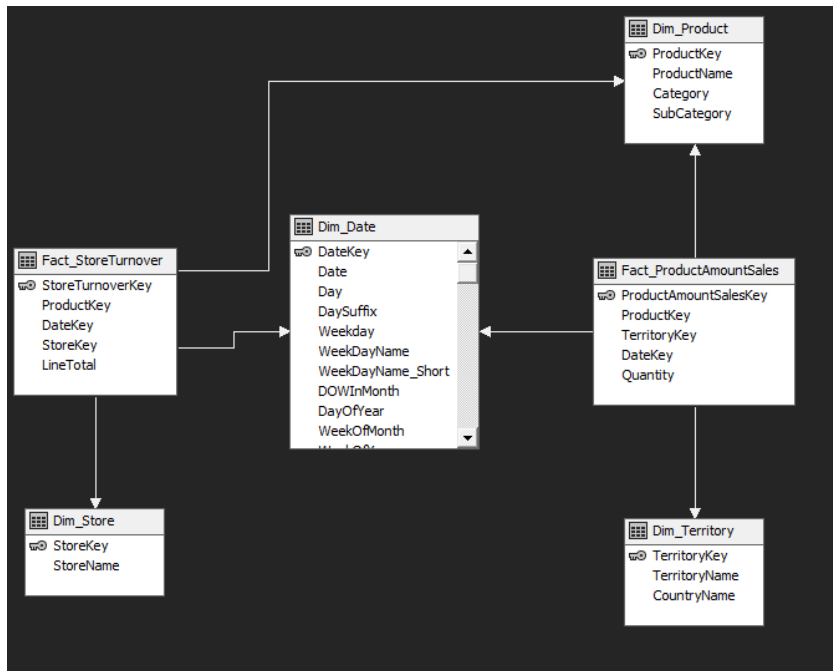 Dim_Product
ProductKey
ProductName
Category
SubCategory
Dim_Date
DateKey
Date
Day
DaySuffix
Weekday
WeekDayName
WeekDayName_Short
DOWInMonth
DayOfYear
WeekOfMonth
Fact_StoreTurnover
StoreTurnoverKey
ProductKey
DateKey
StoreKey
LineTotal
Fact_ProductAmountSales
ProductAmountSalesKey
ProductKey
TerritoryKey
DateKey
Quantity
Dim_Store
StoreKey
StoreName
Dim_Territory
TerritoryKey
TerritoryName
CountryName